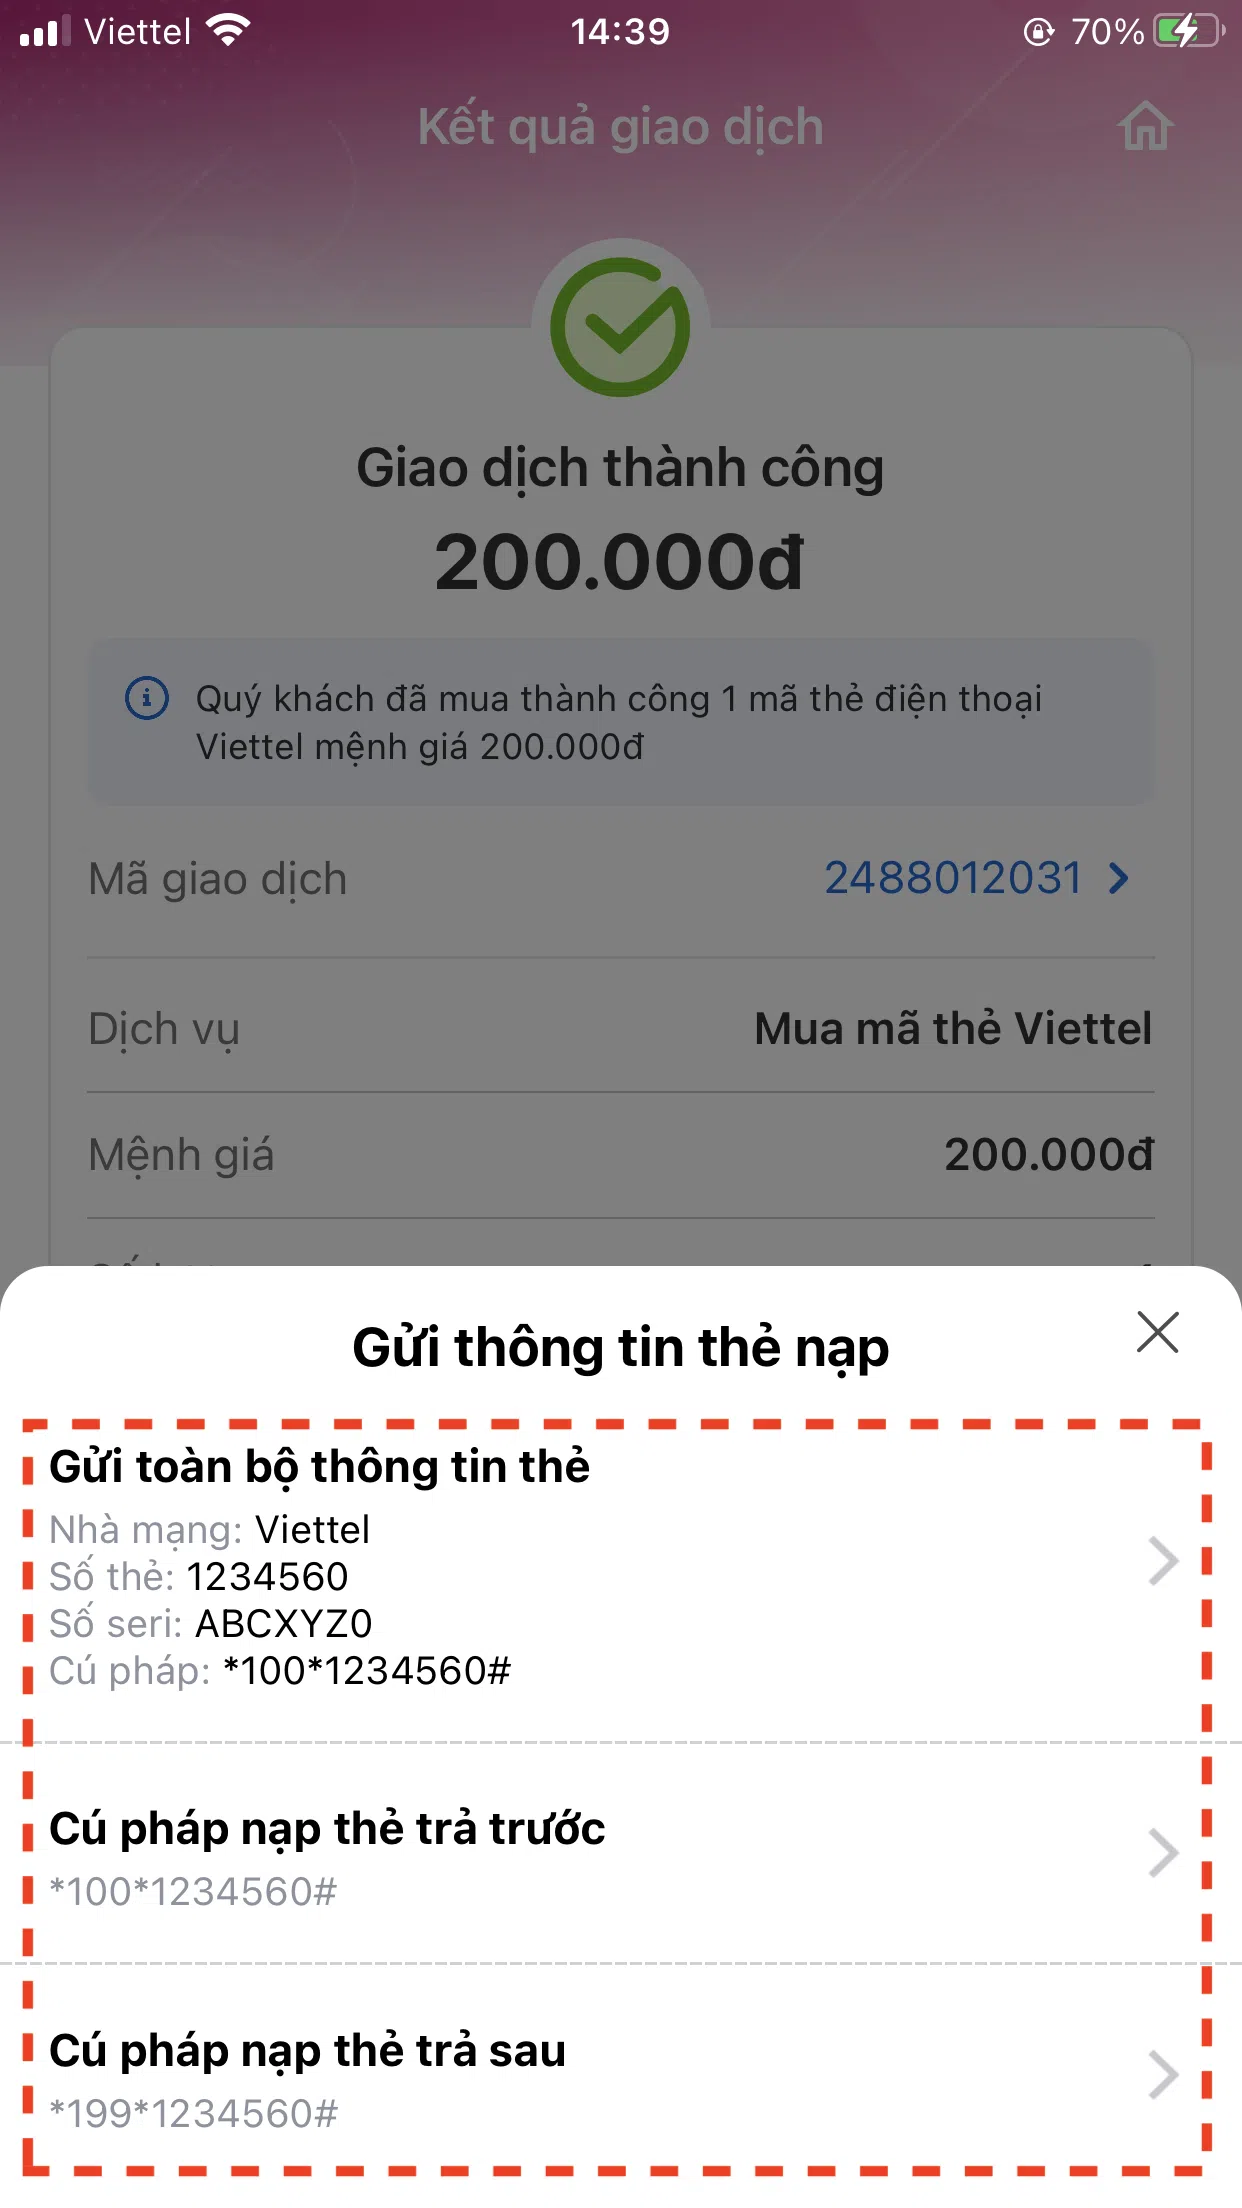 Viettel
14:39
70%
Kết quả giao dịch
Giao dịch thành công
200.000đ
Quý khách đã mua thành công 1 mã thẻ điện thoại
Viettel mệnh giá 200.000đ
Mã giao dịch 2488012031
Dịch vụ Mua mã thẻ Viettel
Mệnh giá 200.000đ
Gửi thông tin thẻ nạp
Gửi toàn bộ thông tin thẻ
Nhà mạng: Viettel
Số thẻ: 1234560
Số seri: ABCXYZ0
Cú pháp: *100*1234560#
Cú pháp nạp thẻ trả trước
*100*1234560#
Cú pháp nạp thẻ trả sau
*199*1234560#